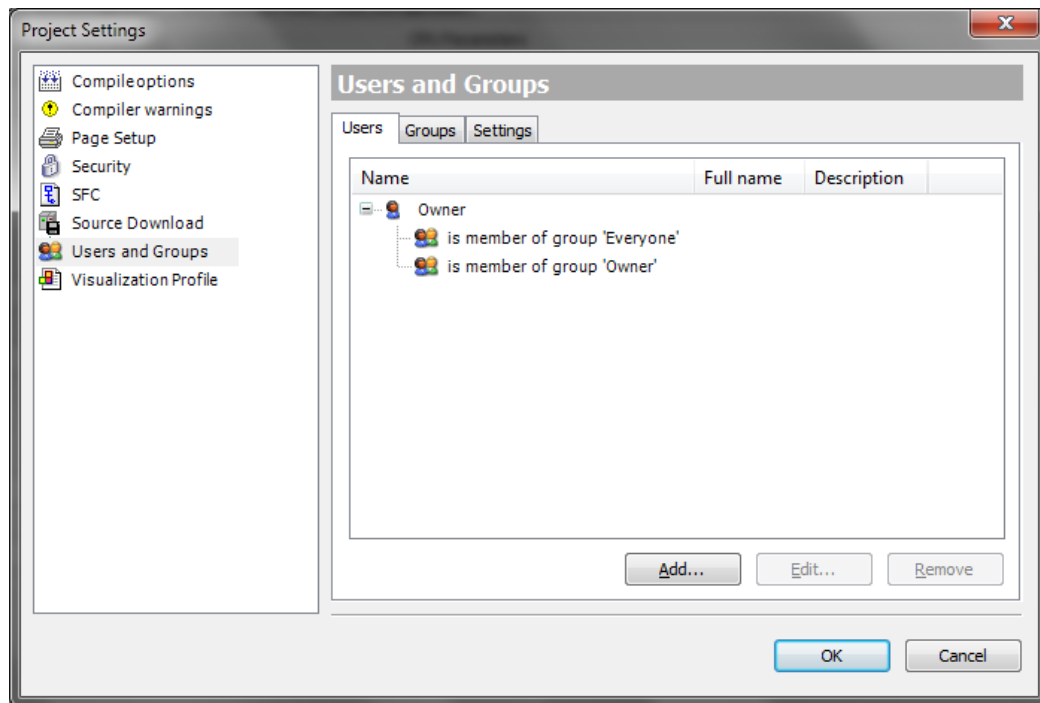 Project Settings
Compileoptions
Compiler warnings
Page Setup
Security
SFC
Source Download
Users and Groups
Visualization Profile
Users and Groups
Users Groups Settings
Name Full name Description
Owner
is member of group 'Everyone'
is member of group 'Owner'
Add... Edit... Remove
OK Cancel